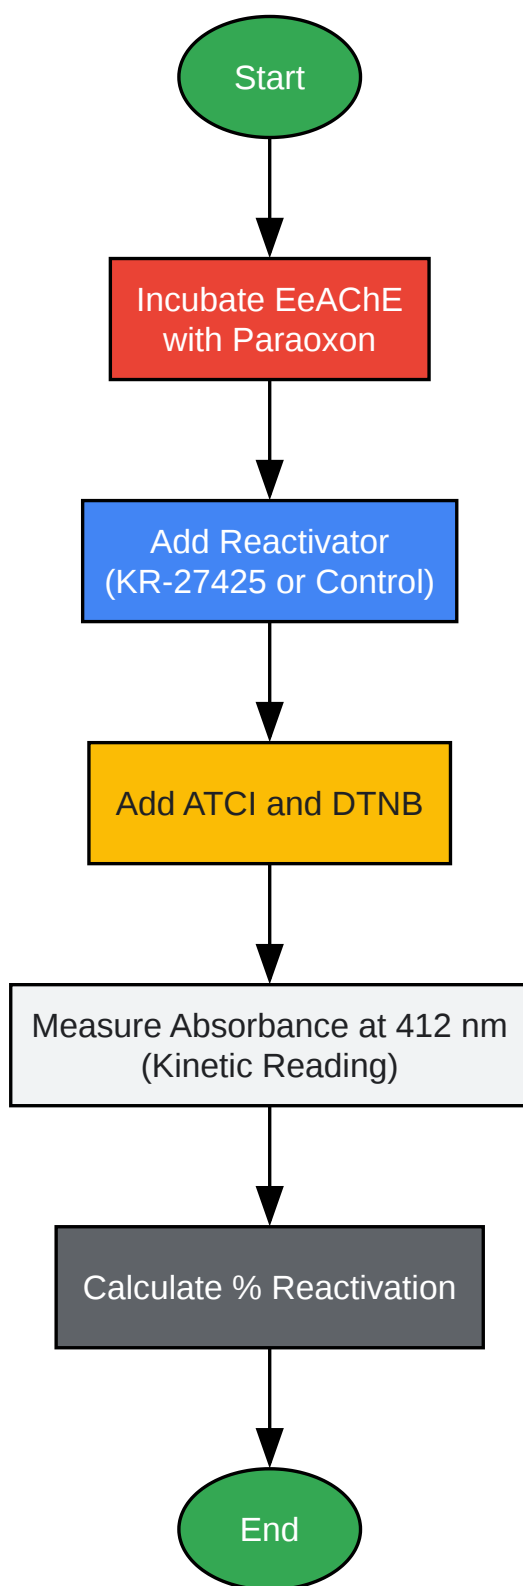 Start
Incubate EeAChE
with Paraoxon
Add Reactivator
(KR-27425 or Control)
Add ATCI and DTNB
Measure Absorbance at 412 nm
(Kinetic Reading)
Calculate % Reactivation
End